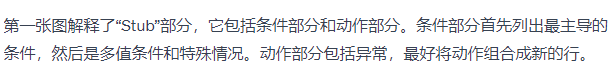 第一张图解释了“Stub”部分，它包括条件部分和动作部分。条件部分首先列出最主导的
条件，然后是多值条件和特殊情况。动作部分包括异常，最好将动作组合成新的行。